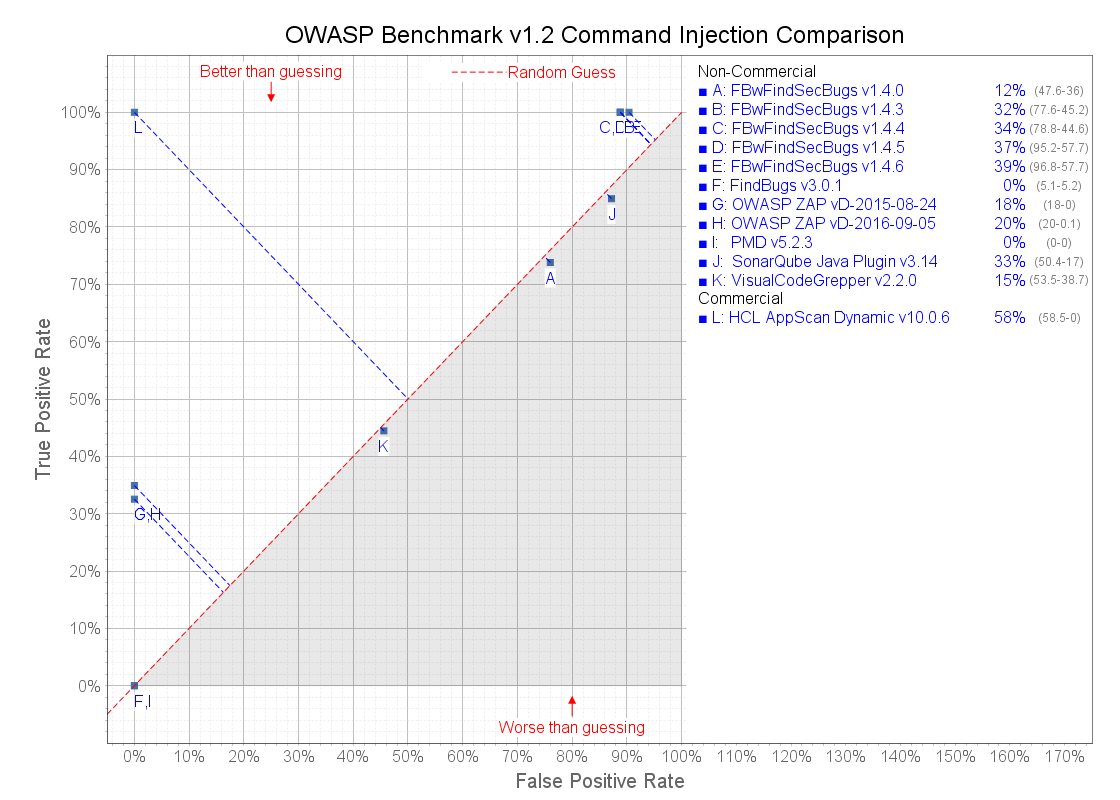 OWASP Benchmark v1.2 Command Injection Comparison
Better than guessing
Random Guess
Non-Commercial
A: FBwFindSecBugs v1.4.0 12% (47.6-36)
B: FBwFindSecBugs v1.4.3 32% (77.6-45.2)
C: FBwFindSecBugs v1.4.4 34% (78.8-44.6)
D: FBwFindSecBugs v1.4.5 37% (95.2-57.7)
E: FBwFindSecBugs v1.4.6 39% (96.8-57.7)
F: FindBugs v3.0.1 0% (5.1-5.2)
G: OWASP ZAP vD-2015-08-24 18% (18-0)
H: OWASP ZAP vD-2016-09-05 20% (20-0.1)
I: PMD v5.2.3 0% (0-0)
J: SonarQube Java Plugin v3.14 33% (50.4-17)
K: VisualCodeGrepper v2.2.0 15% (53.5-38.7)
Commercial
L: HCL AppScan Dynamic v10.0.6 58% (58.5-0)
100%
90%
80%
70%
60%
50%
40%
30%
20%
10%
0%
True Positive Rate
L
J
A
K
G,H
F,I
Worse than guessing
0% 10% 20% 30% 40% 50% 60% 70% 80% 90% 100% 110% 120% 130% 140% 150% 160% 170%
False Positive Rate